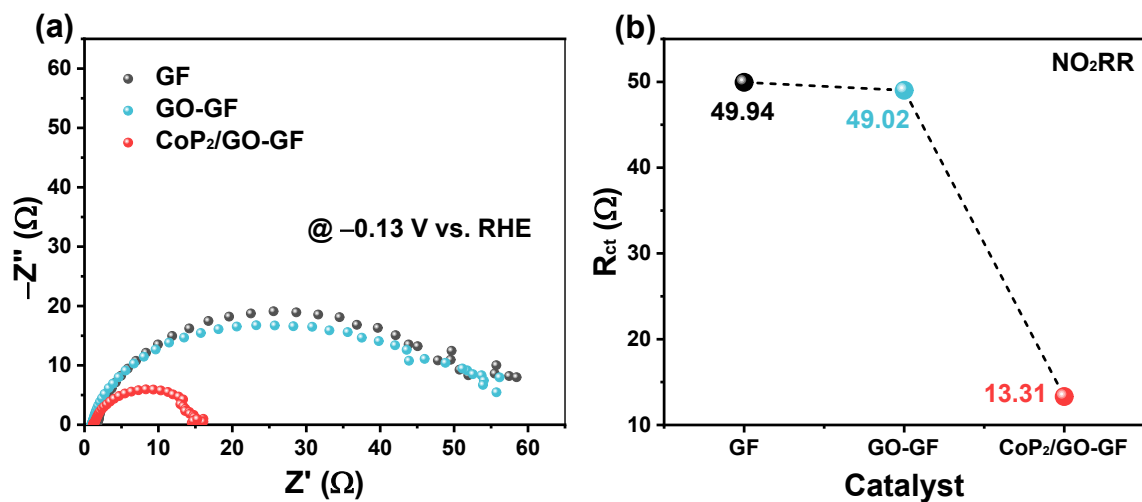 (a)
60
50
40
30
20
10
0
–Z'' (Ω)
GF
GO-GF
CoP₂/GO-GF
@ –0.13 V vs. RHE
0 10 20 30 40 50 60
Z' (Ω)
(b)
NO₂RR
50
40
30
20
10
Rct (Ω)
49.94
49.02
13.31
GF GO-GF CoP₂/GO-GF
Catalyst